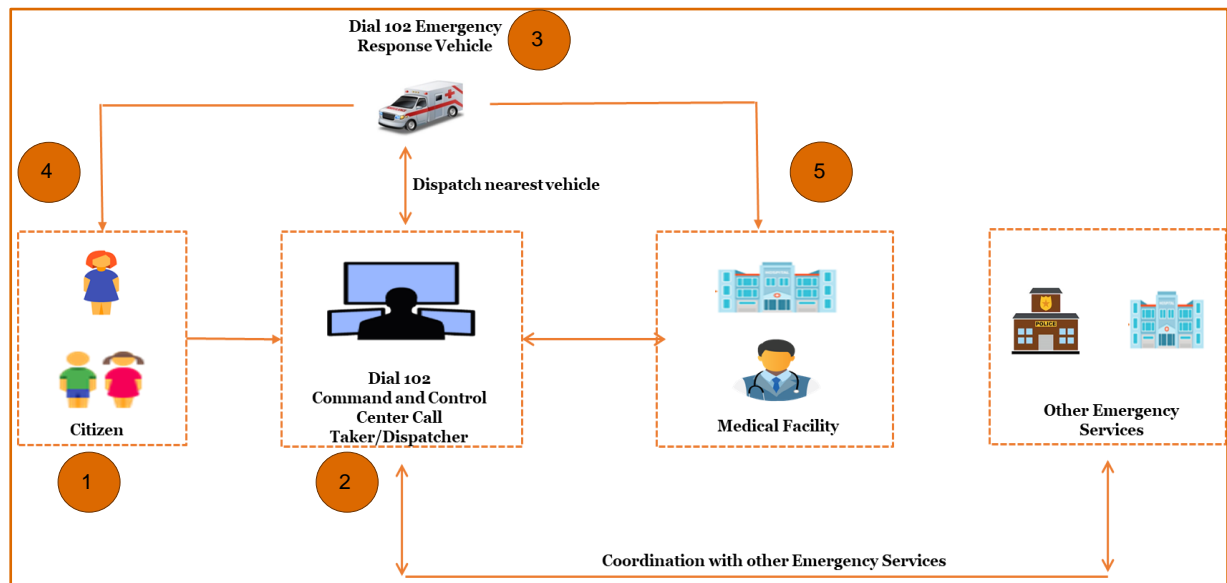 Dial 102 Emergency
Response Vehicle
3
4
5
Dispatch nearest vehicle
POLICE
Citizen
Dial 102
Command and Control
Center Call
Taker/Dispatcher
Medical Facility
Other Emergency
Services
1
2
Coordination with other Emergency Services